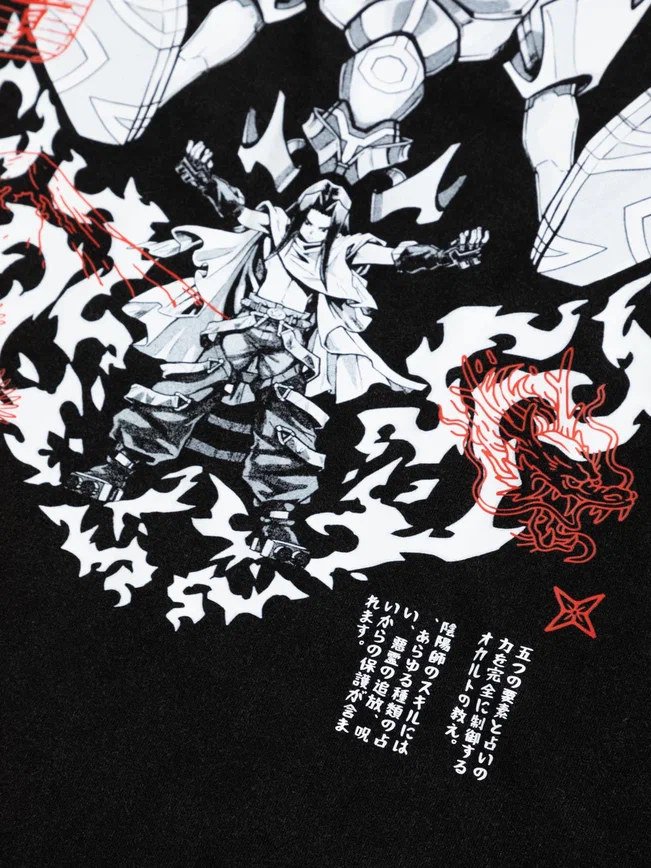 五つの要素と占いの
力を完全に制御する
オカルトの教え。
陰陽師のスキルには
、あらゆる種類の占
い、悪霊の追放、呪
いからの保護が含ま
れます。